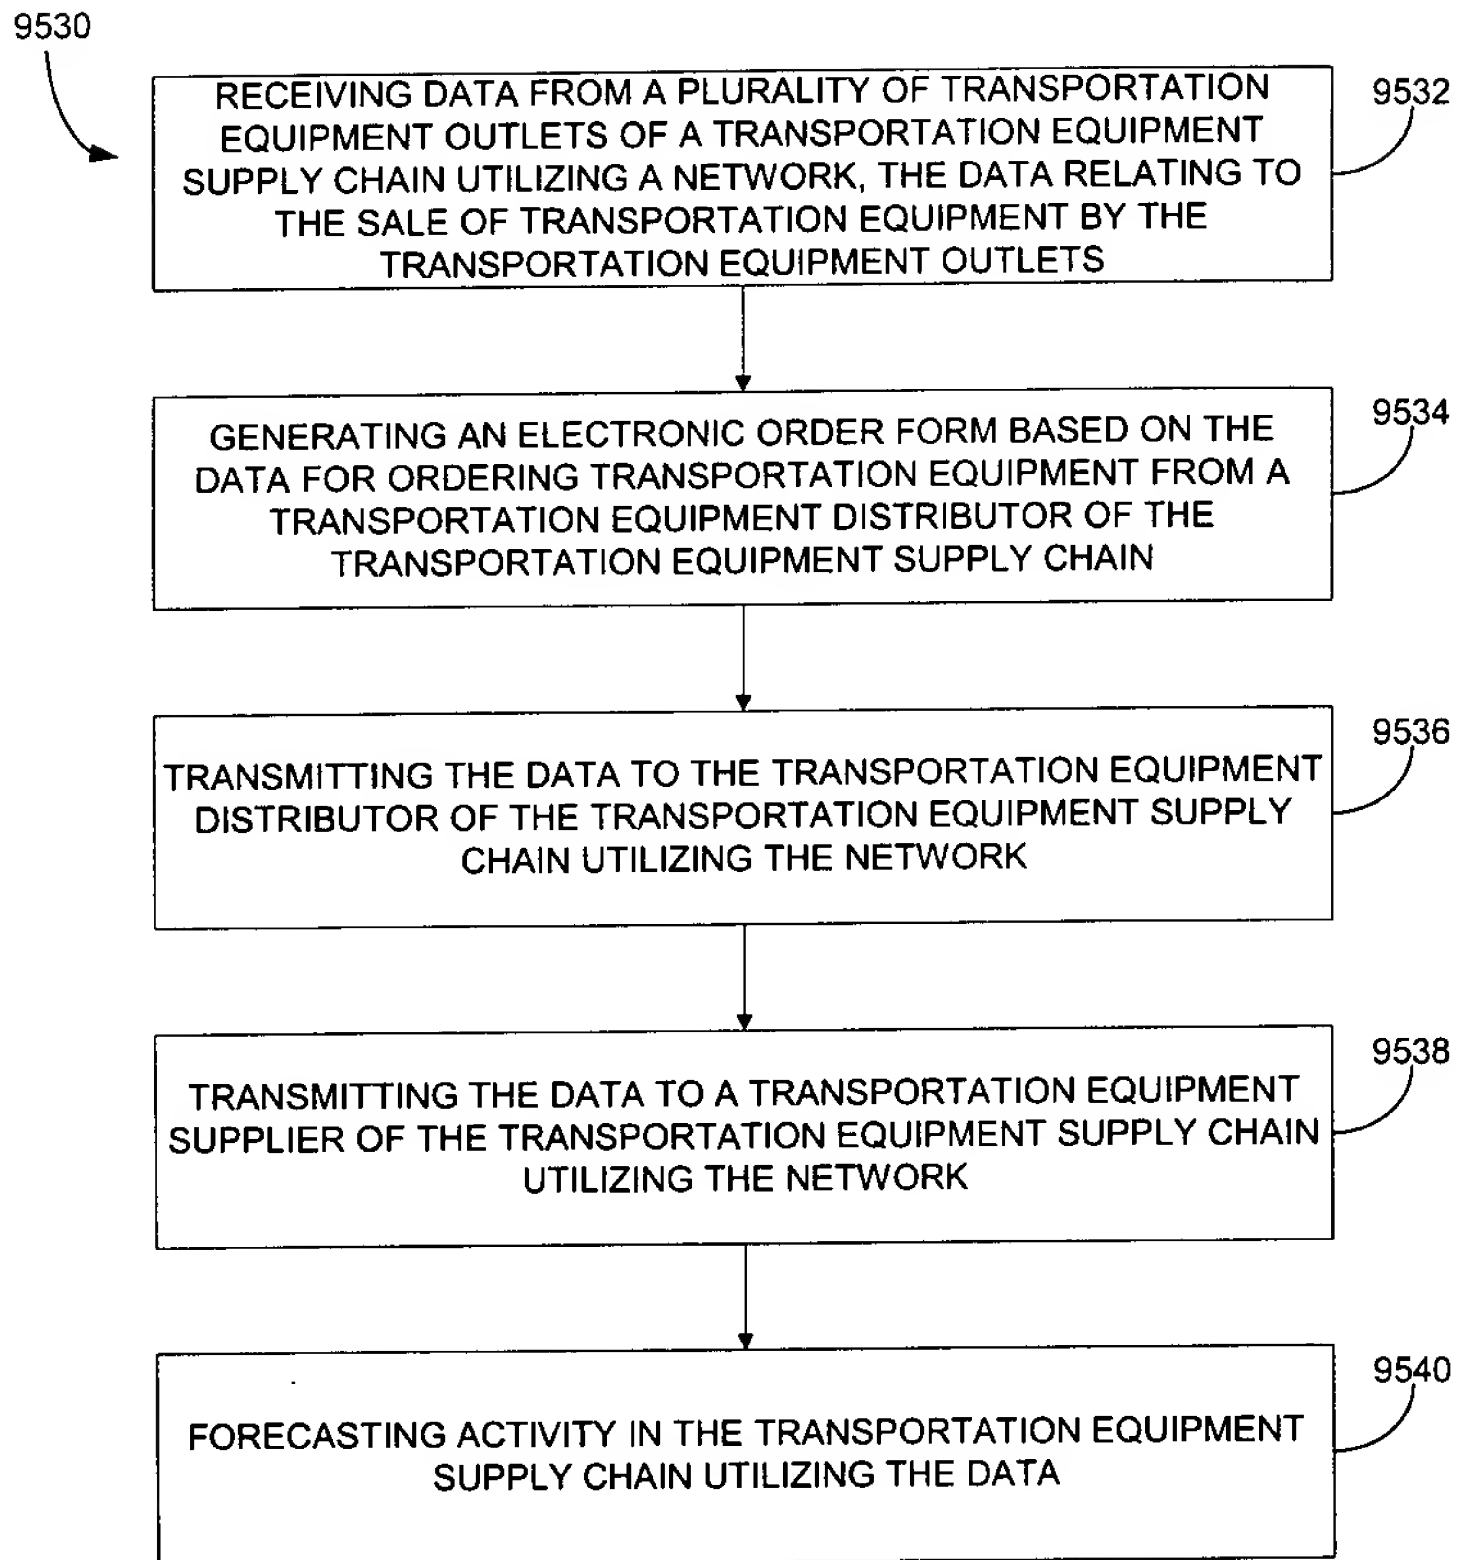 9530
RECEIVING DATA FROM A PLURALITY OF TRANSPORTATION
EQUIPMENT OUTLETS OF A TRANSPORTATION EQUIPMENT
SUPPLY CHAIN UTILIZING A NETWORK, THE DATA RELATING TO
THE SALE OF TRANSPORTATION EQUIPMENT BY THE
TRANSPORTATION EQUIPMENT OUTLETS
9532
GENERATING AN ELECTRONIC ORDER FORM BASED ON THE
DATA FOR ORDERING TRANSPORTATION EQUIPMENT FROM A
TRANSPORTATION EQUIPMENT DISTRIBUTOR OF THE
TRANSPORTATION EQUIPMENT SUPPLY CHAIN
9534
TRANSMITTING THE DATA TO THE TRANSPORTATION EQUIPMENT
DISTRIBUTOR OF THE TRANSPORTATION EQUIPMENT SUPPLY
CHAIN UTILIZING THE NETWORK
9536
TRANSMITTING THE DATA TO A TRANSPORTATION EQUIPMENT
SUPPLIER OF THE TRANSPORTATION EQUIPMENT SUPPLY CHAIN
UTILIZING THE NETWORK
9538
FORECASTING ACTIVITY IN THE TRANSPORTATION EQUIPMENT
SUPPLY CHAIN UTILIZING THE DATA
9540